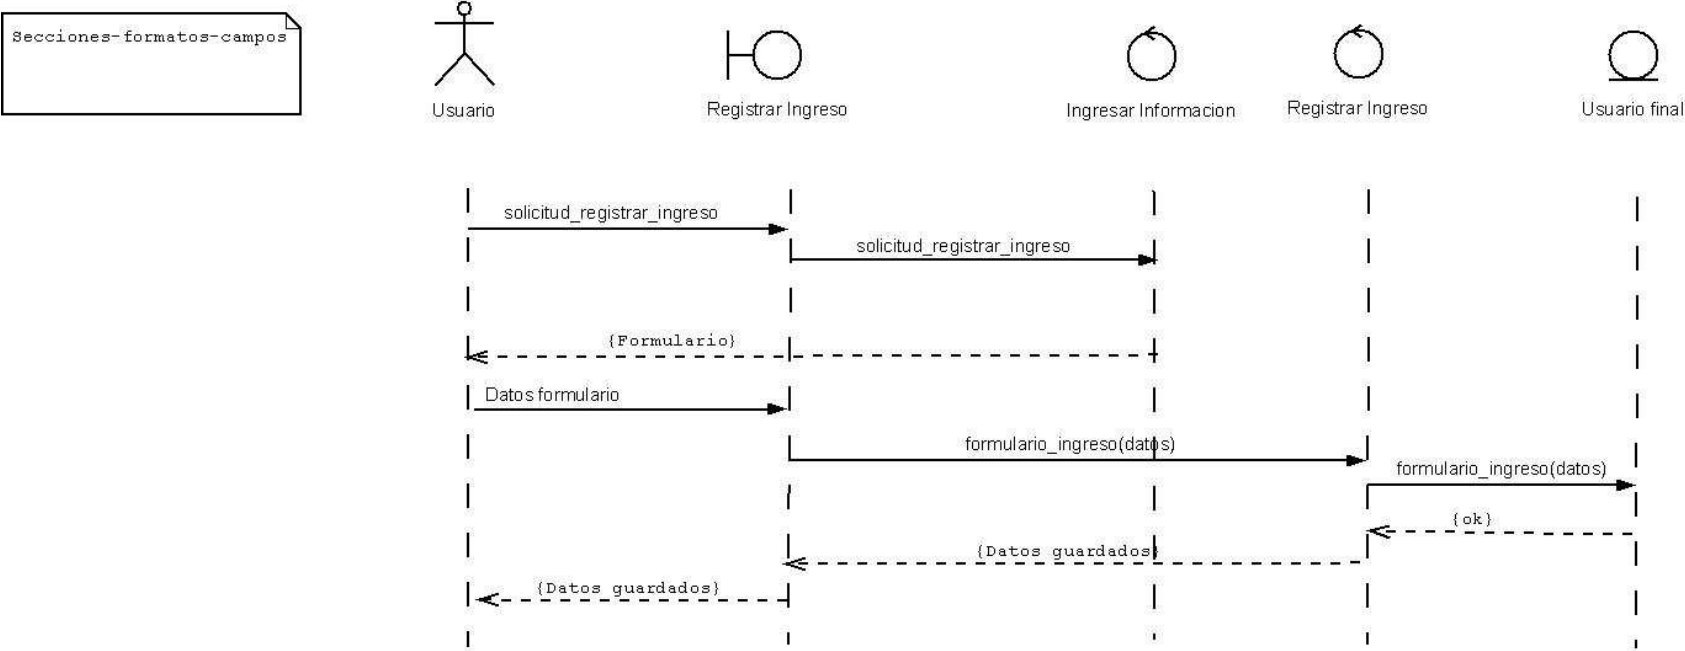 Secciones-formatos-campos
Usuario
Registrar Ingreso
Ingresar Informacion
Registrar Ingreso
Usuario final
solicitud_registrar_ingreso
solicitud_registrar_ingreso
{Formulario}
Datos formulario
formulario_ingreso(datos)
formulario_ingreso(datos)
{ok}
{Datos guardados}
{Datos guardados}